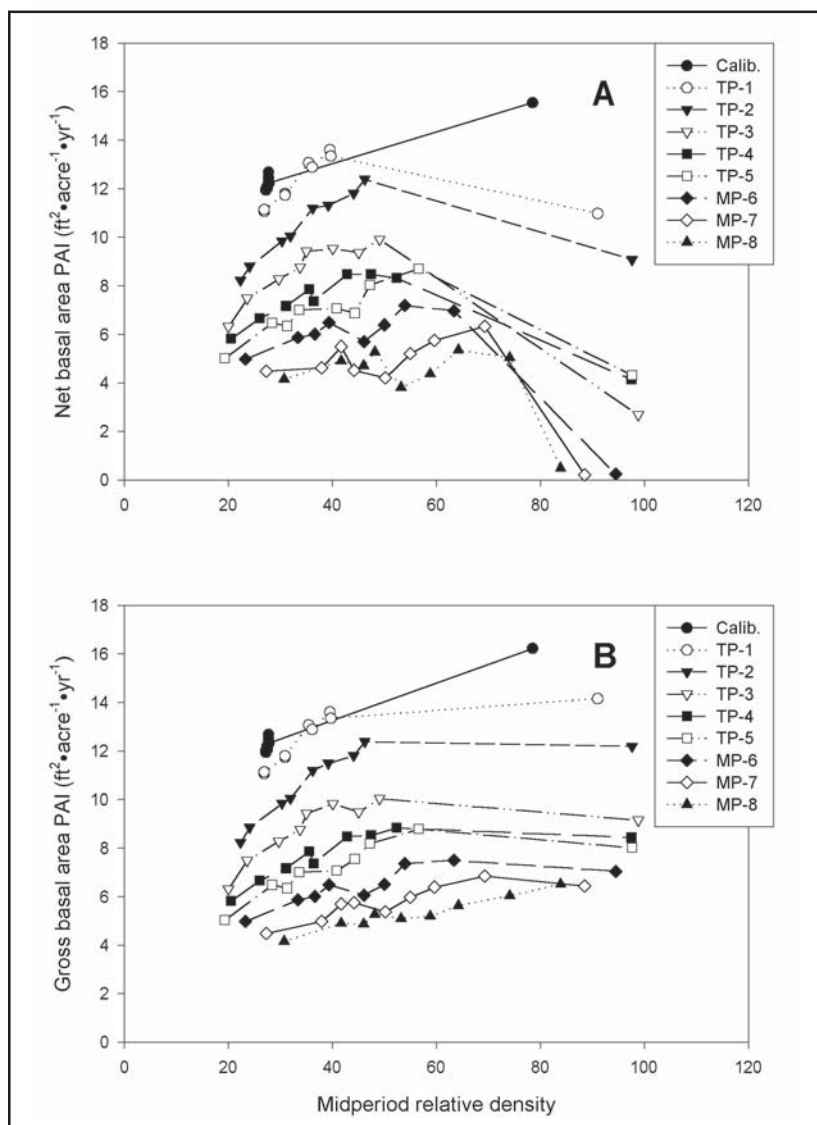 A
Net basal area PAI (ft²•acre⁻¹•yr⁻¹)
18
16
14
12
10
8
6
4
2
0
0 20 40 60 80 100 120
Calib.
TP-1
TP-2
TP-3
TP-4
TP-5
MP-6
MP-7
MP-8
B
Gross basal area PAI (ft²•acre⁻¹•yr⁻¹)
18
16
14
12
10
8
6
4
2
0
0 20 40 60 80 100 120
Calib.
TP-1
TP-2
TP-3
TP-4
TP-5
MP-6
MP-7
MP-8
Midperiod relative density